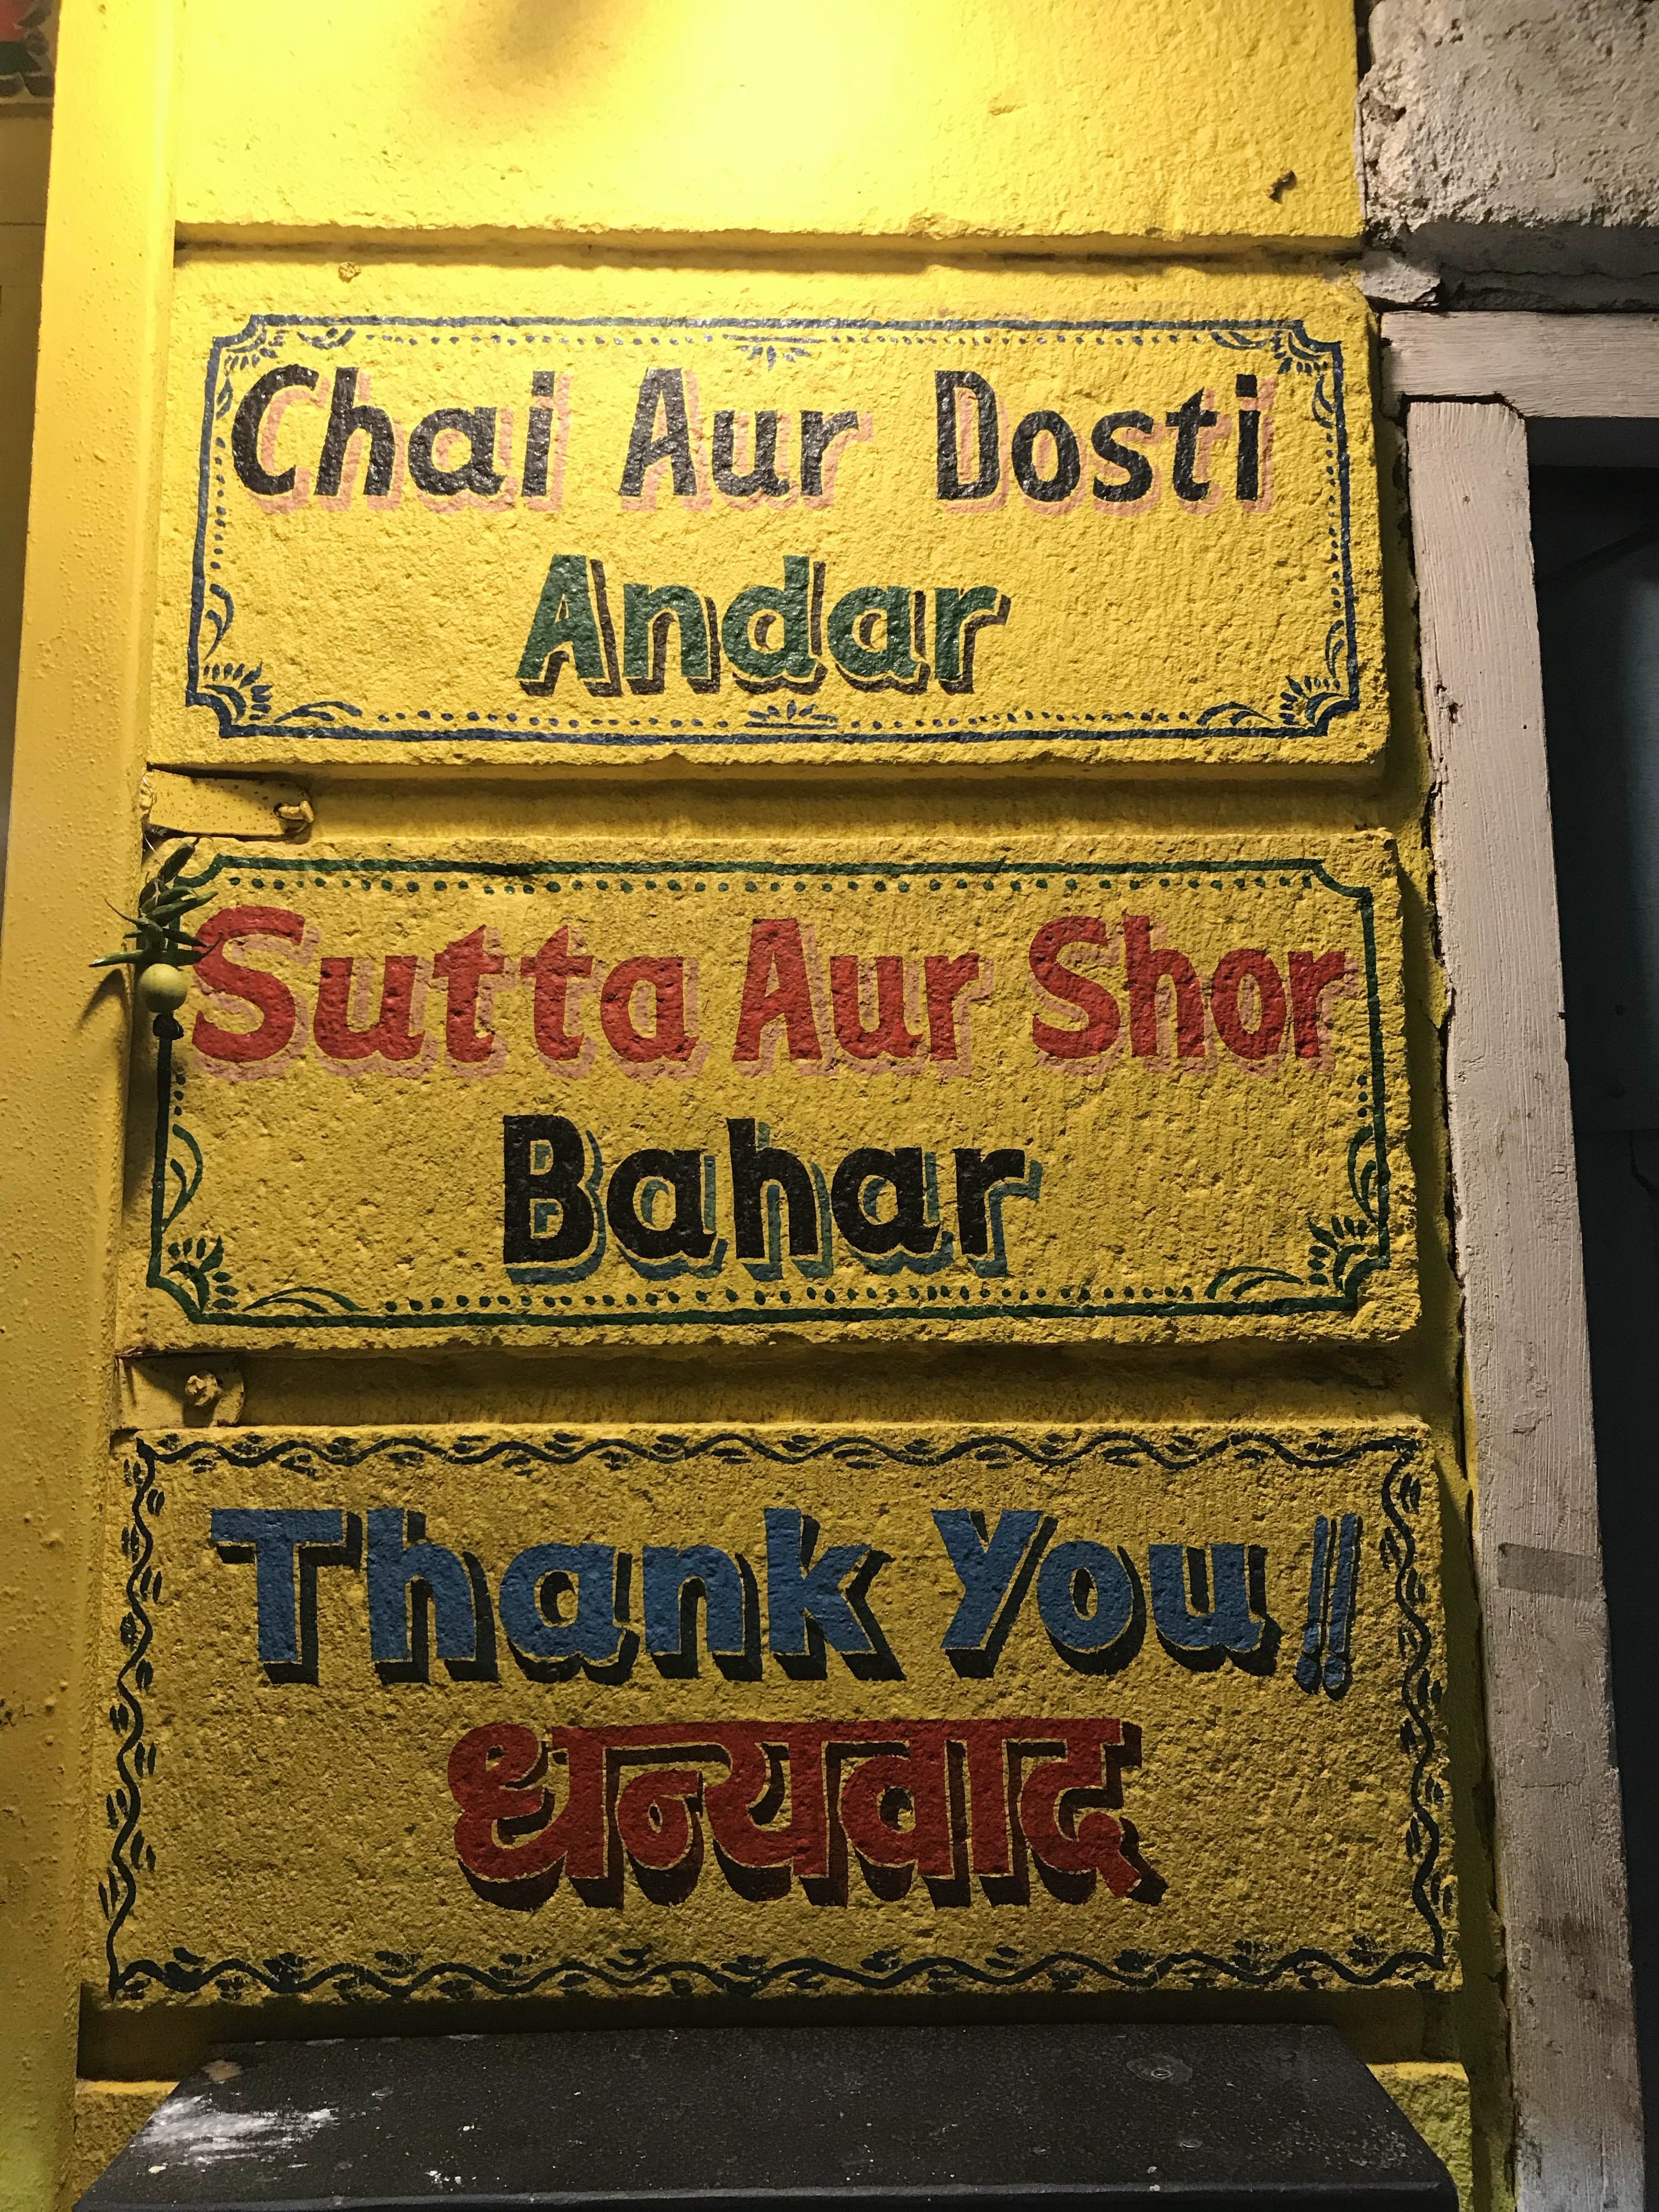 Chai Aur Dosti
Andar
Sutta Aur Shor
Bahar
Thank You!!
धन्यवाद